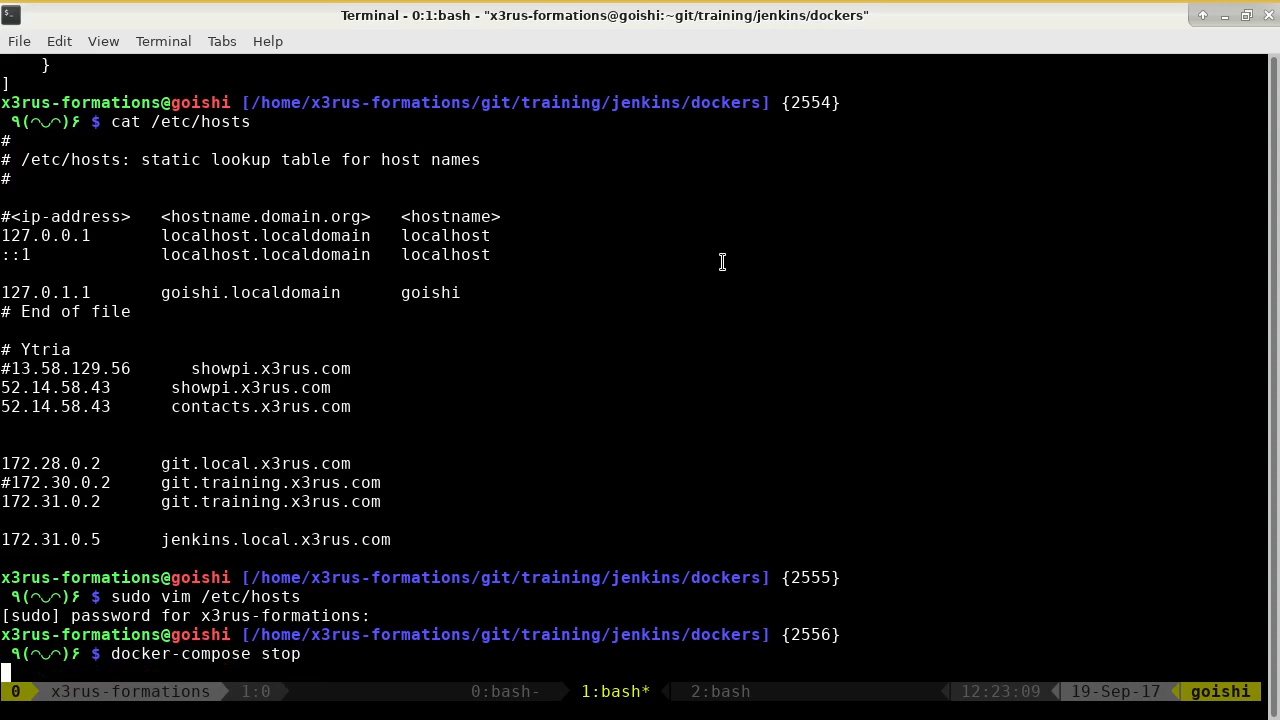 Terminal - 0:1:bash - "x3rus-formations@goishi:~git/training/jenkins/dockers"
File Edit View Terminal Tabs Help
    }
]
x3rus-formations@goishi [/home/x3rus-formations/git/training/jenkins/dockers] {2554}
 ٩(◠◡◠)۶ $ cat /etc/hosts
#
# /etc/hosts: static lookup table for host names
#
#<ip-address>   <hostname.domain.org>   <hostname>
127.0.0.1       localhost.localdomain   localhost
::1             localhost.localdomain   localhost
127.0.1.1       goishi.localdomain      goishi
# End of file
# Ytria
#13.58.129.56      showpi.x3rus.com
52.14.58.43      showpi.x3rus.com
52.14.58.43      contacts.x3rus.com
172.28.0.2      git.local.x3rus.com
#172.30.0.2     git.training.x3rus.com
172.31.0.2      git.training.x3rus.com
172.31.0.5      jenkins.local.x3rus.com
x3rus-formations@goishi [/home/x3rus-formations/git/training/jenkins/dockers] {2555}
 ٩(◠◡◠)۶ $ sudo vim /etc/hosts
[sudo] password for x3rus-formations:
x3rus-formations@goishi [/home/x3rus-formations/git/training/jenkins/dockers] {2556}
 ٩(◠◡◠)۶ $ docker-compose stop
0 x3rus-formations 1:0 0:bash- 1:bash* 2:bash 12:23:09 19-Sep-17 goishi